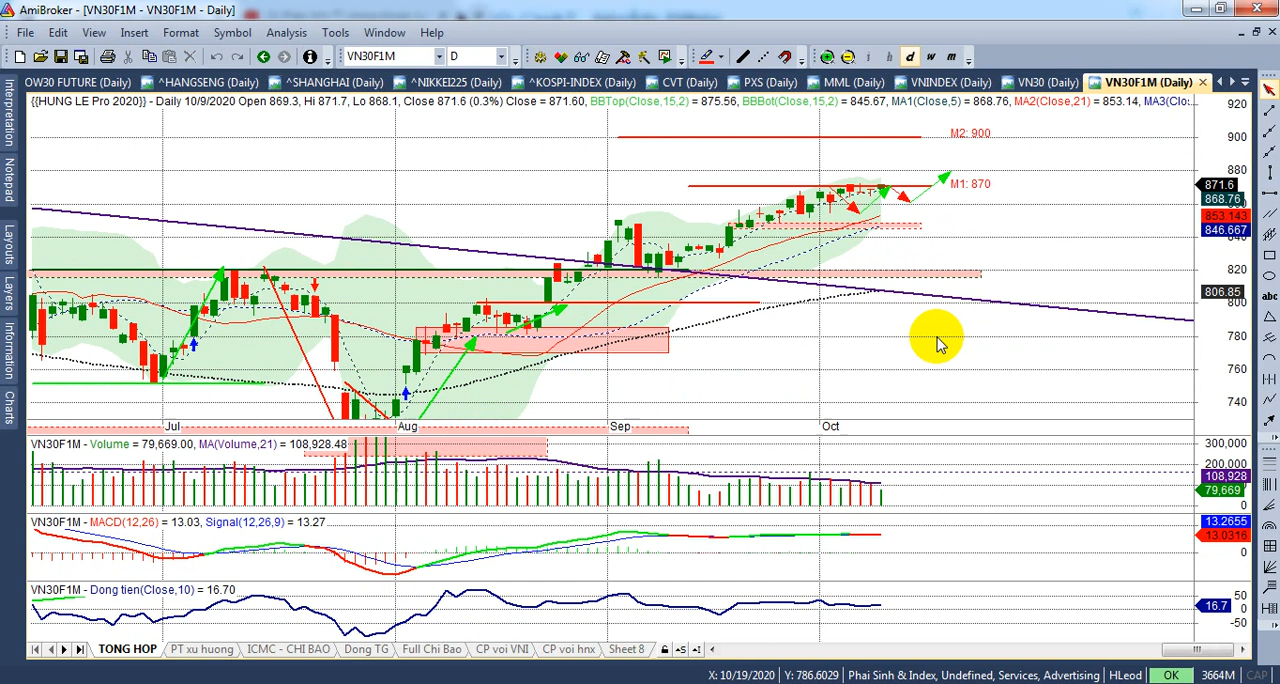 AmiBroker - [VN30F1M - VN30F1M - Daily]
File Edit View Insert Format Symbol Analysis Tools Window Help
VN30F1M D i d w m
OW30 FUTURE (Daily) ^HANGSENG (Daily) ^SHANGHAI (Daily) ^NIKKEI225 (Daily) ^KOSPI-INDEX (Daily) CVT (Daily) PXS (Daily) MML (Daily) VNINDEX (Daily) VN30 (Daily) VN30F1M (Daily)
{{HUNG LE Pro 2020}} - Daily 10/9/2020 Open 869.3, Hi 871.7, Lo 868.1, Close 871.6 (0.3%) Close = 871.60, BBTop(Close,15,2) = 875.56, BBBot(Close,15,2) = 845.67, MA1(Close,5) = 868.76, MA2(Close,21) = 853.14, MA3(Clo:
Interpretation
Notepad
Layouts
Layers
Information
Charts
abc
920
M2: 900
900
880
M1: 870
871.6
868.76
853.143
846.667
840
820
806.85
800
780
760
740
Jul Aug Sep Oct
VN30F1M - Volume = 79,669.00, MA(Volume,21) = 108,928.48
300,000
200,000
108,928
79,669
0
VN30F1M - MACD(12,26) = 13.03, Signal(12,26,9) = 13.27
13.2655
13.0316
0
VN30F1M - Dong tien(Close,10) = 16.70
50
16.7
0
-50
TONG HOP PT xu huong ICMC - CHI BAO Dong TG Full Chi Bao CP voi VNI CP voi hnx Sheet 8
X: 10/19/2020 Y: 786.6029 Phai Sinh & Index, Undefined, Services, Advertising HLeod OK 3664M CAP